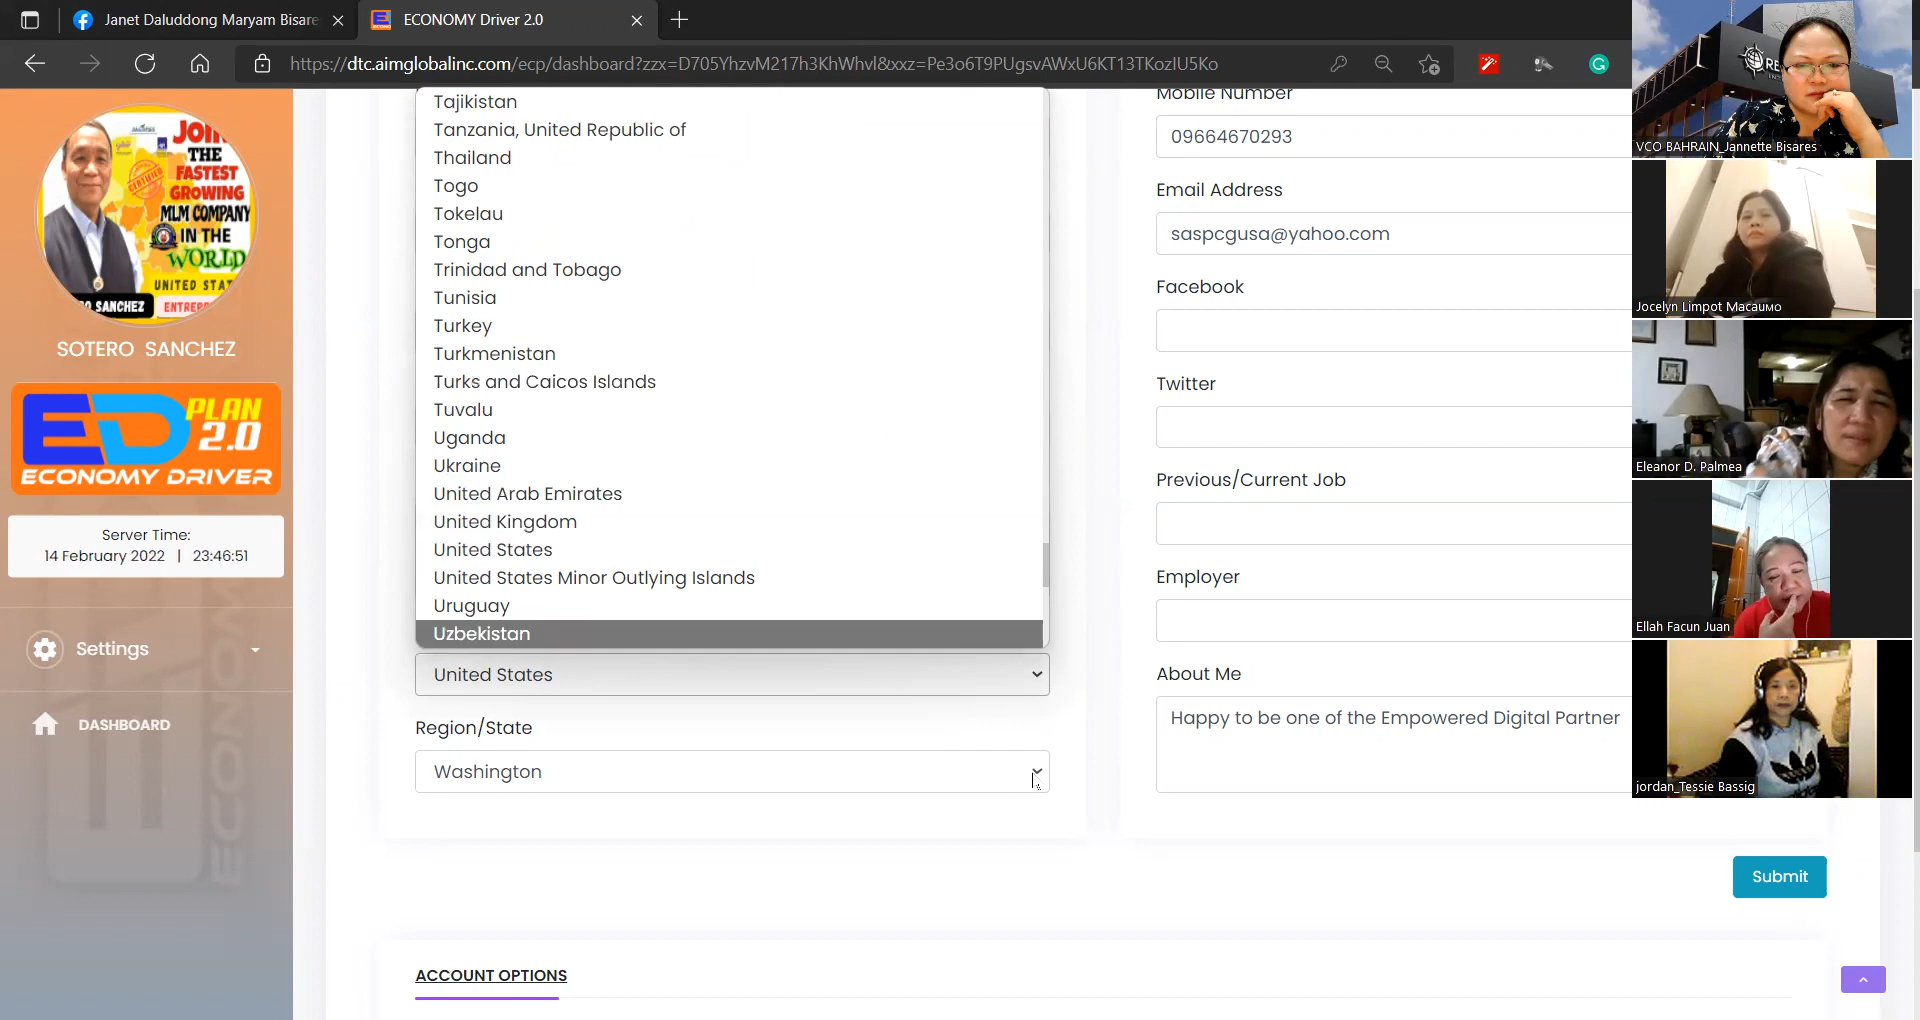 Janet Daluddong Maryam Bisare
ECONOMY Driver 2.0
https://dtc.aimglobalinc.com/ecp/dashboard?zzx=D705YhzvM217h3KhWhvl&xxz=Pe3o6T9PUgsvAWxU6KT13TKozIU5Ko
JOIN
THE
FASTEST
GROWING
MLM COMPANY
IN THE
WORLD
CERTIFIED
UNITED STA
O SANCHEZ
ENTREPR
SOTERO SANCHEZ
ED PLAN 2.0
ECONOMY DRIVER
Server Time:
14 February 2022 | 23:46:51
Settings
DASHBOARD
Tajikistan
Tanzania, United Republic of
Thailand
Togo
Tokelau
Tonga
Trinidad and Tobago
Tunisia
Turkey
Turkmenistan
Turks and Caicos Islands
Tuvalu
Uganda
Ukraine
United Arab Emirates
United Kingdom
United States
United States Minor Outlying Islands
Uruguay
Uzbekistan
United States
Region/State
Washington
Mobile Number
09664670293
Email Address
saspcgusa@yahoo.com
Facebook
Twitter
Previous/Current Job
Employer
About Me
Happy to be one of the Empowered Digital Partner
Submit
ACCOUNT OPTIONS
VCO BAHRAIN_Jannette Bisares
Jocelyn Limpot Macaumo
Eleanor D. Palmea
Ellah Facun Juan
jordan_Tessie Bassig